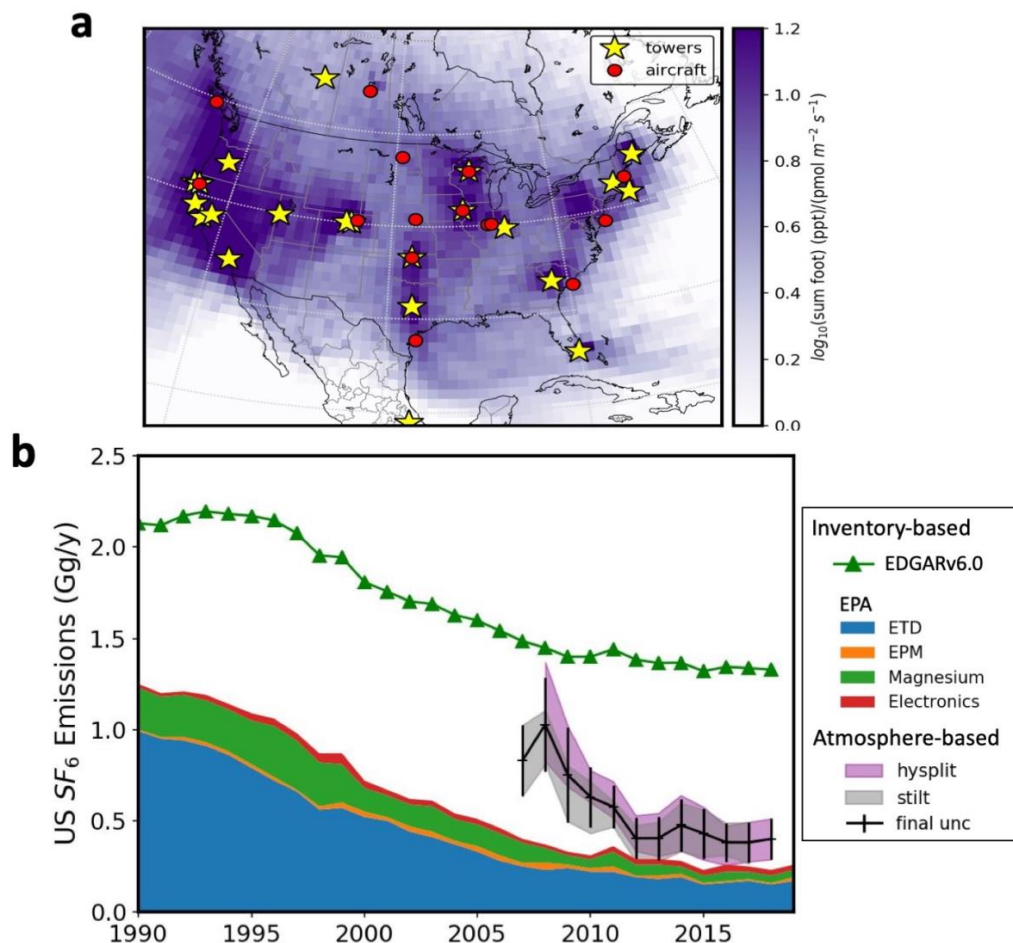 a
towers
aircraft
1.2
1.0
0.8
0.6
0.4
0.2
0.0
log₁₀(sum foot) (ppt)/(pmol m⁻² s⁻¹)
b
2.5
2.0
1.5
1.0
0.5
0.0
US SF₆ Emissions (Gg/y)
1990
1995
2000
2005
2010
2015
Inventory-based
EDGARv6.0
EPA
ETD
EPM
Magnesium
Electronics
Atmosphere-based
hysplit
stilt
final unc